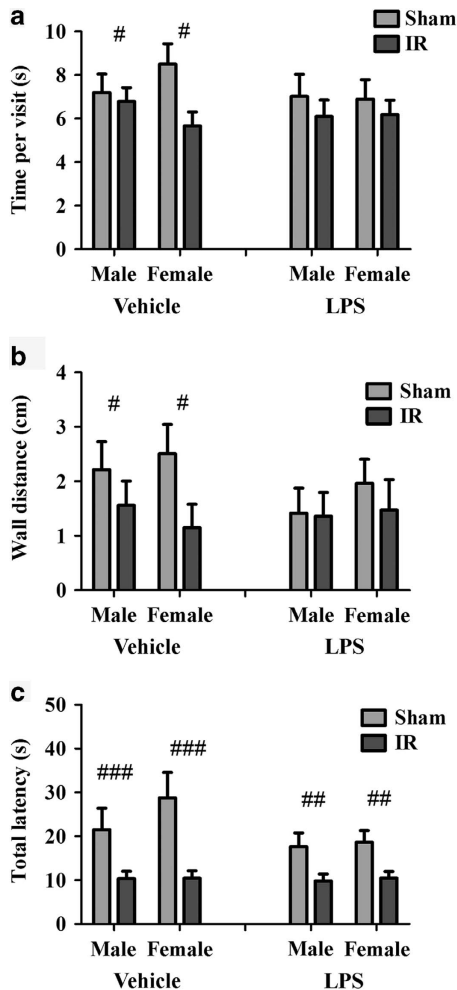 a
Time per visit (s)
10
8
6
4
2
0
# #
Sham
IR
Male Female Male Female
Vehicle LPS
b
Wall distance (cm)
4
3
2
1
0
# #
Sham
IR
Male Female Male Female
Vehicle LPS
c
Total latency (s)
50
40
30
20
10
0
### ### ## ##
Sham
IR
Male Female Male Female
Vehicle LPS